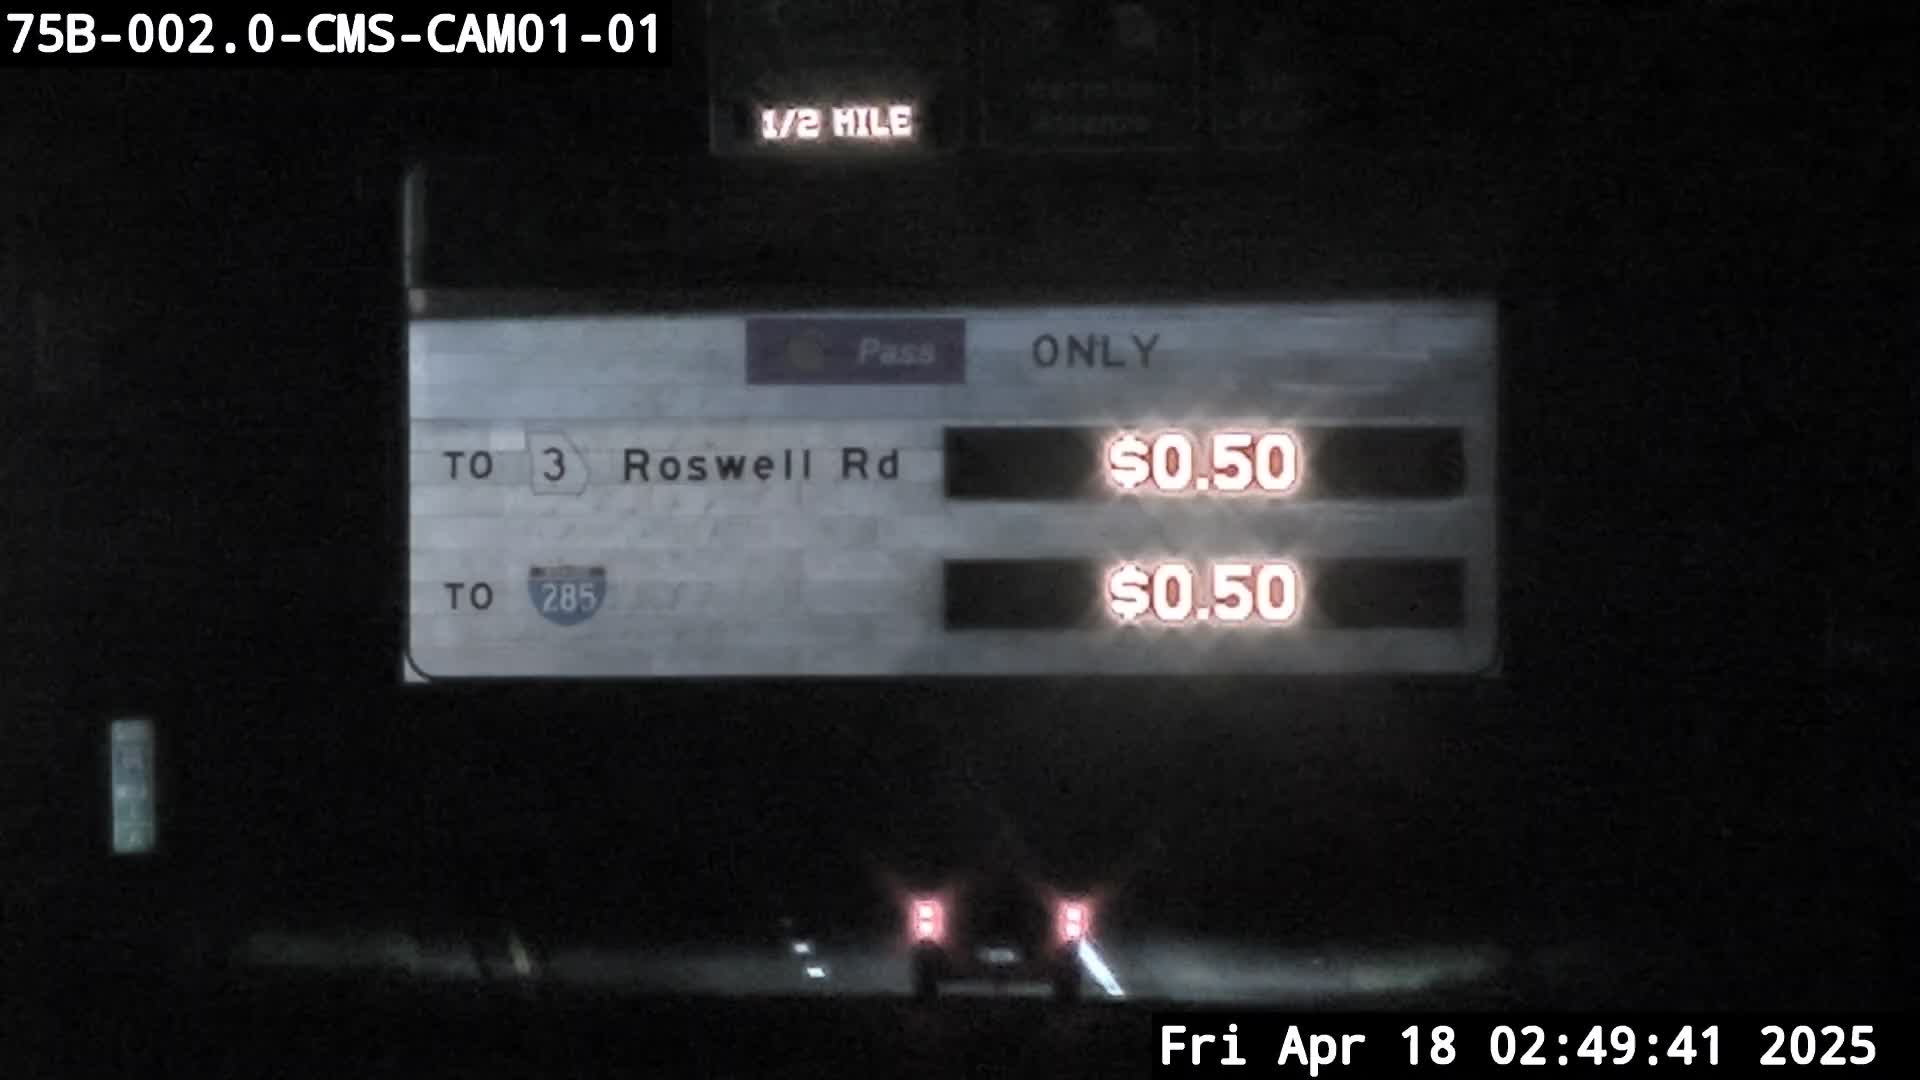 75B-002.0-CMS-CAM01-01
1/2 MILE
Pass ONLY
TO 3 Roswell Rd $0.50
TO 285 $0.50
Fri Apr 18 02:49:41 2025